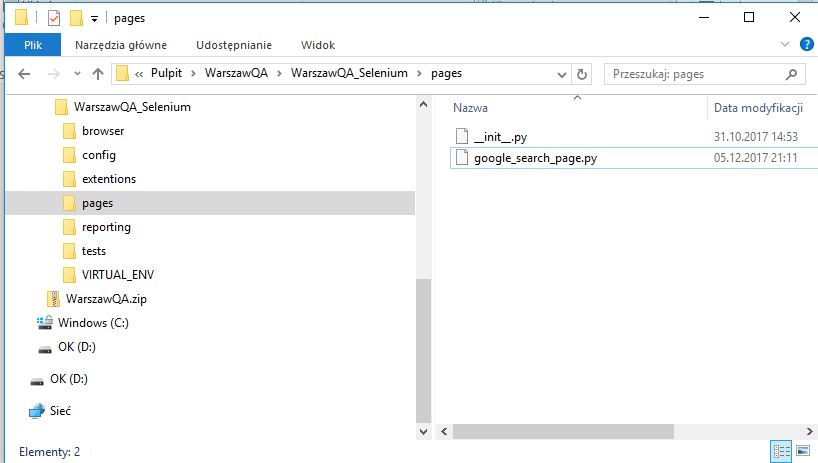 pages
Plik Narzędzia główne Udostępnianie Widok
« Pulpit WarszawQA WarszawQA_Selenium pages Przeszukaj: pages
WarszawQA_Selenium
browser
config
extentions
pages
reporting
tests
VIRTUAL_ENV
WarszawQA.zip
Windows (C:)
OK (D:)
OK (D:)
Sieć
Nazwa Data modyfikacji
__init__.py 31.10.2017 14:53
google_search_page.py 05.12.2017 21:11
Elementy: 2